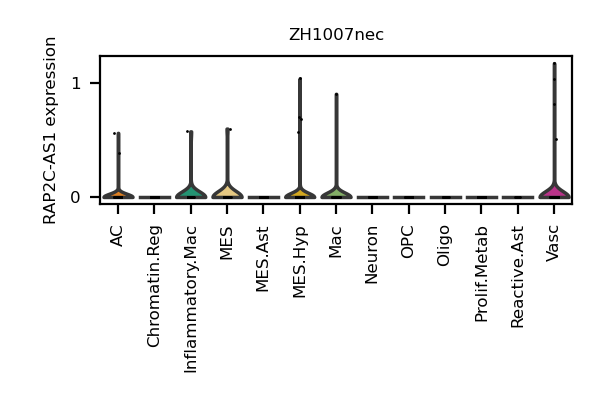 ZH1007nec
RAP2C-AS1 expression
1
0
AC
Chromatin.Reg
Inflammatory.Mac
MES
MES.Ast
MES.Hyp
Mac
Neuron
OPC
Oligo
Prolif.Metab
Reactive.Ast
Vasc